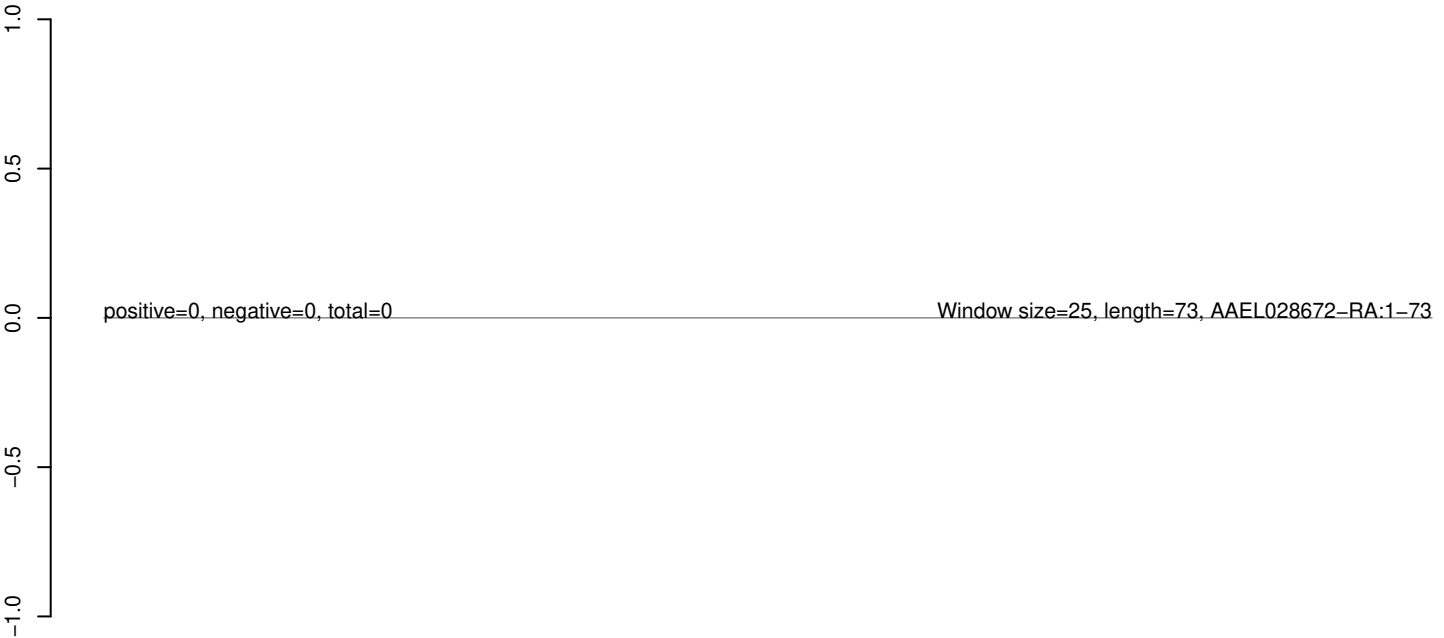 1.0
0.5
0.0
−0.5
−1.0
positive=0, negative=0, total=0
Window size=25, length=73, AAEL028672−RA:1−73